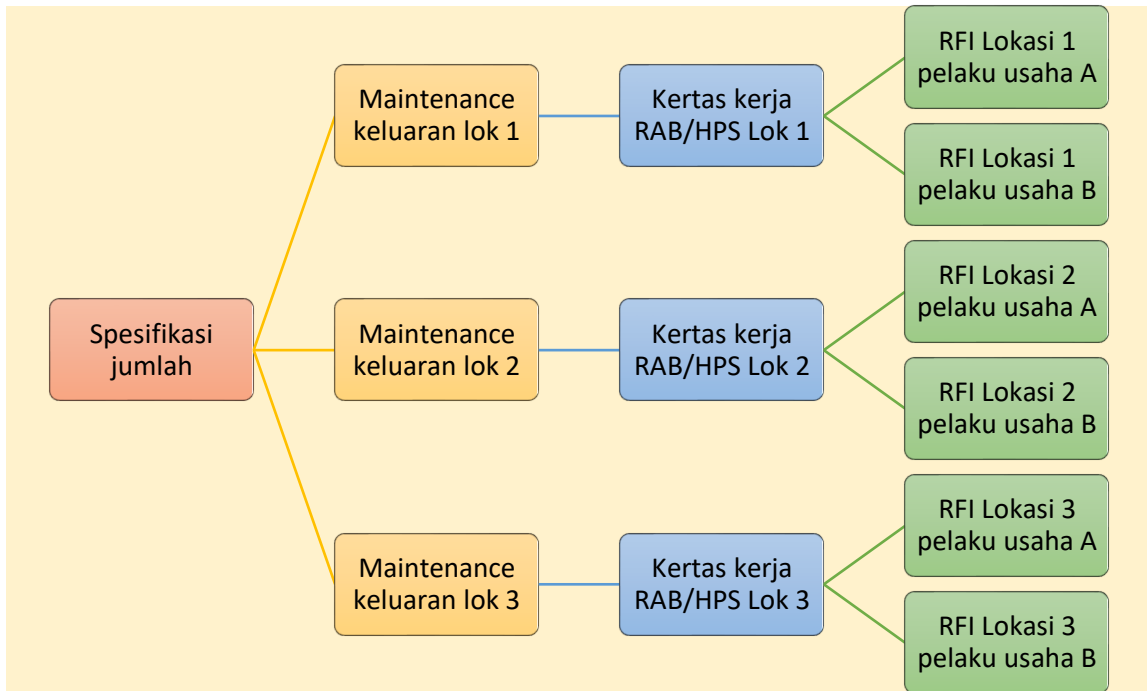 Spesifikasi
jumlah
Maintenance
keluaran lok 1
Kertas kerja
RAB/HPS Lok 1
RFI Lokasi 1
pelaku usaha A
RFI Lokasi 1
pelaku usaha B
Maintenance
keluaran lok 2
Kertas kerja
RAB/HPS Lok 2
RFI Lokasi 2
pelaku usaha A
RFI Lokasi 2
pelaku usaha B
Maintenance
keluaran lok 3
Kertas kerja
RAB/HPS Lok 3
RFI Lokasi 3
pelaku usaha A
RFI Lokasi 3
pelaku usaha B